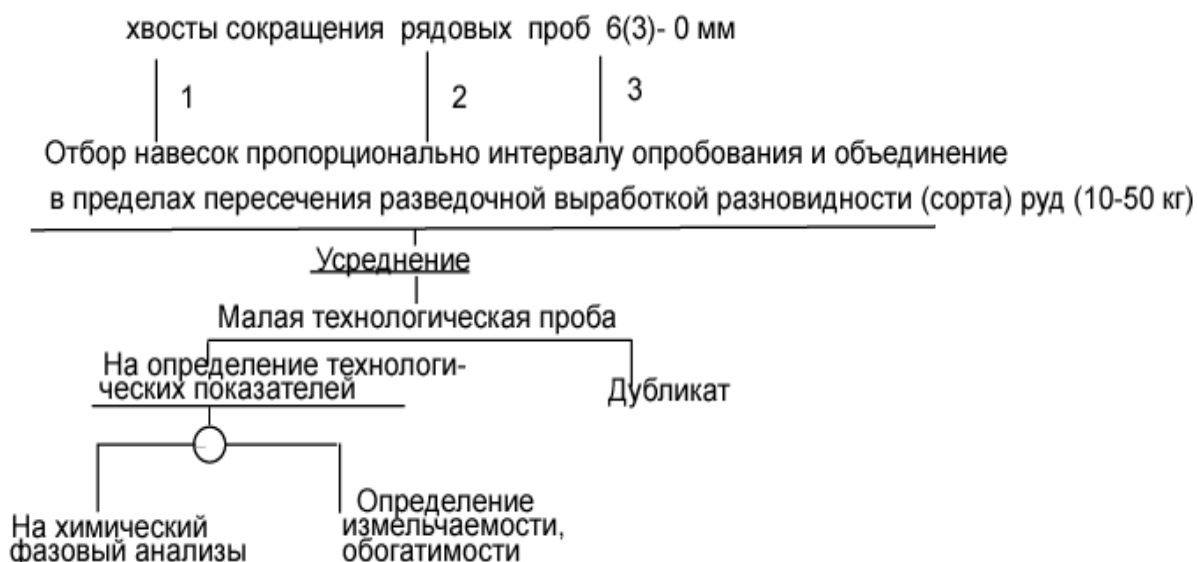 хвосты сокращения рядовых проб 6(3)- 0 мм
1 2 3
Отбор навесок пропорционально интервалу опробования и объединение
в пределах пересечения разведочной выработкой разновидности (сорта) руд (10-50 кг)
Усреднение
Малая технологическая проба
На определение технологи-
ческих показателей
Дубликат
На химический
фазовый анализы
Определение
измельчаемости,
обогатимости